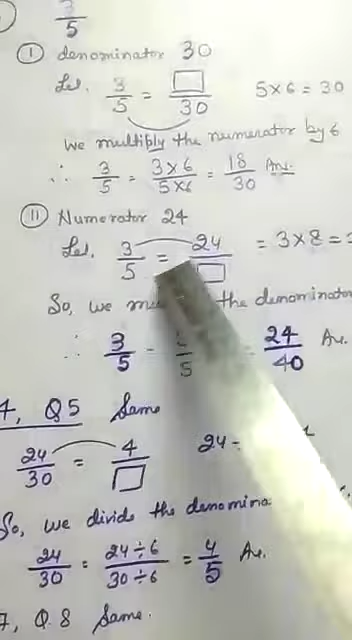 3/5
(I) denominator 30
Let. 3/5 = □/30 5 × 6 = 30
we multiply the numerator by 6
∴ 3/5 = 3 × 6/5 × 6 = 18/30 Ans.
(II) Numerator 24
Let. 3/5 = 24/□ = 3 × 8 =
So, we the denominator
∴ 3/5 = /5 = 24/40 Ans.
4, Q5 Same
24/30 = 4/□ 24 ÷
So, we divide the
24/30 = 24 ÷ 6/30 ÷ 6 = 4/5 Ans.
7, Q.8 Same.